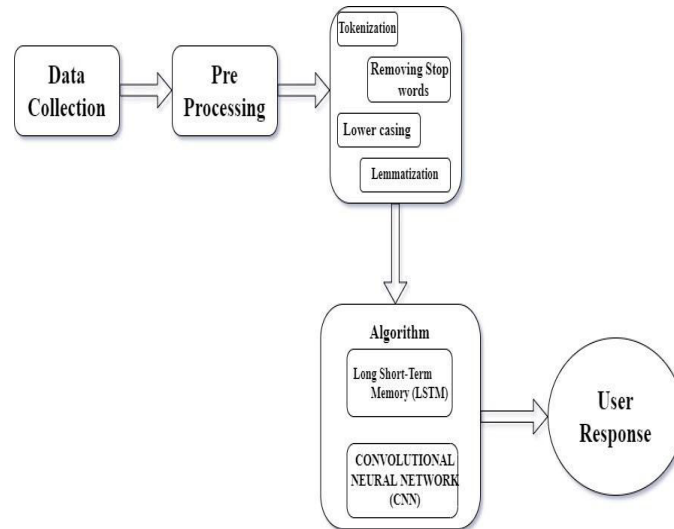 Data
Collection
Pre
Processing
Tokenization
Removing Stop
words
Lower casing
Lemmatization
Algorithm
Long Short-Term
Memory (LSTM)
CONVOLUTIONAL
NEURAL NETWORK
(CNN)
User
Response